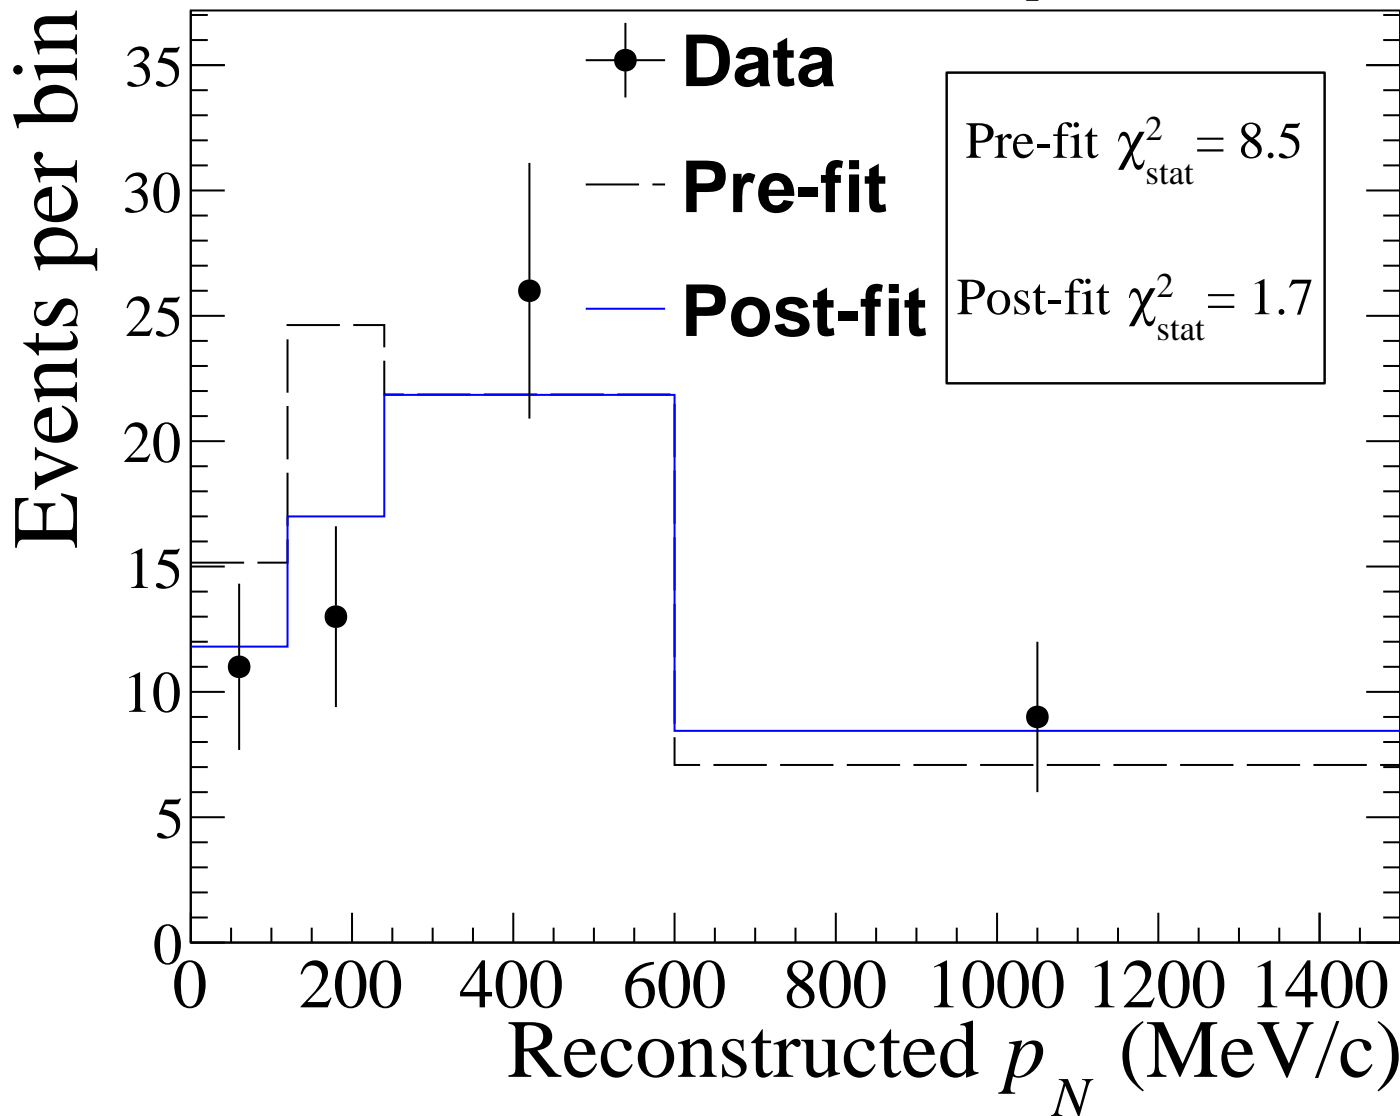 Events per bin
35
30
25
20
15
10
5
0
Data
Pre-fit
Post-fit
Pre-fit χ²stat = 8.5
Post-fit χ²stat = 1.7
0 200 400 600 800 1000 1200 1400
Reconstructed pN (MeV/c)